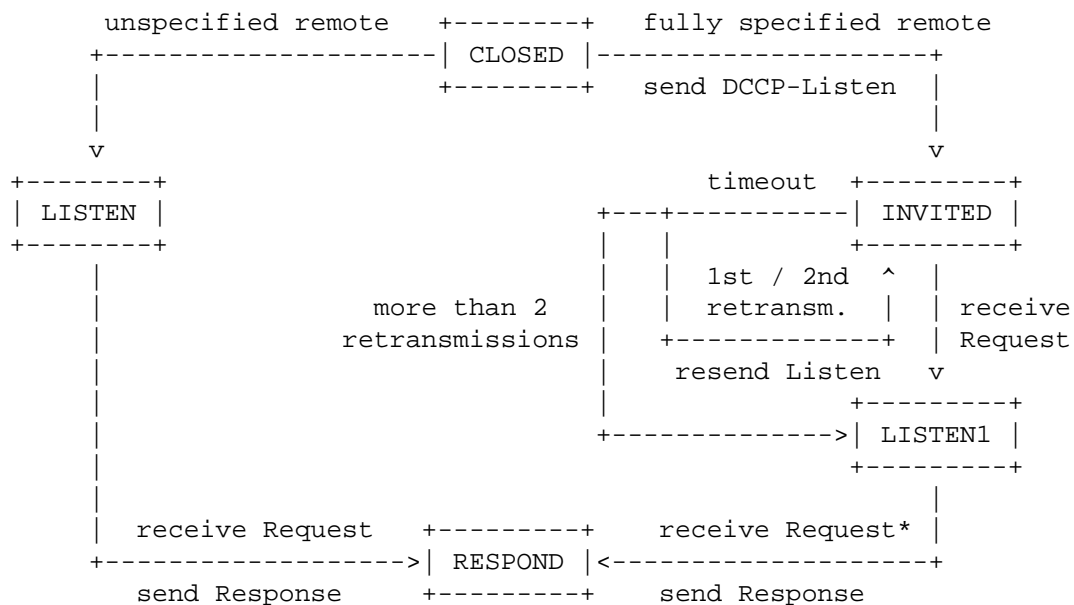 unspecified remote +--------+ fully specified remote
+---------------------| CLOSED |---------------------+
| +--------+ send DCCP-Listen |
| |
v v
+--------+ timeout +---------+
| LISTEN | +---+-----------| INVITED |
+--------+ | | +---------+
| | | 1st / 2nd ^ |
| more than 2 | | retransm. | | receive
| retransmissions | +-------------+ | Request
| | resend Listen v
| | +---------+
| +-------------->| LISTEN1 |
| +---------+
| |
| receive Request +---------+ receive Request* |
+-------------------->| RESPOND |<---------------------+
send Response +---------+ send Response